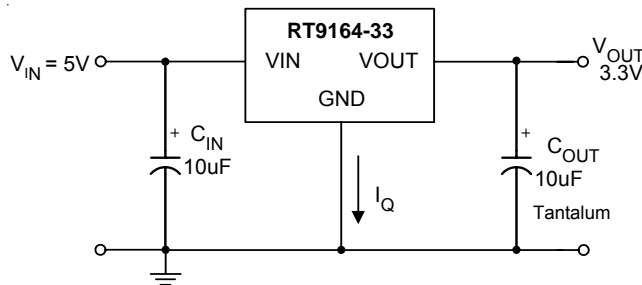 RT9164-33
V_IN = 5V
VIN
VOUT
V_OUT
3.3V
GND
+
C_IN
10uF
+
C_OUT
10uF
I_Q
Tantalum